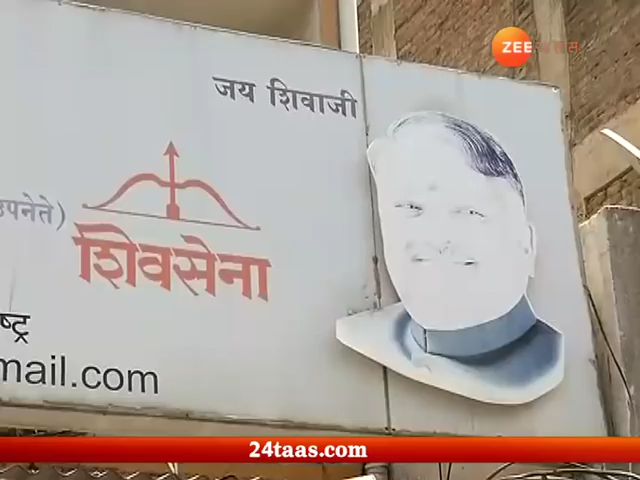 ZEE
जय शिवाजी
उपनेते)
शिवसेना
ष्ट्र
mail.com
24taas.com